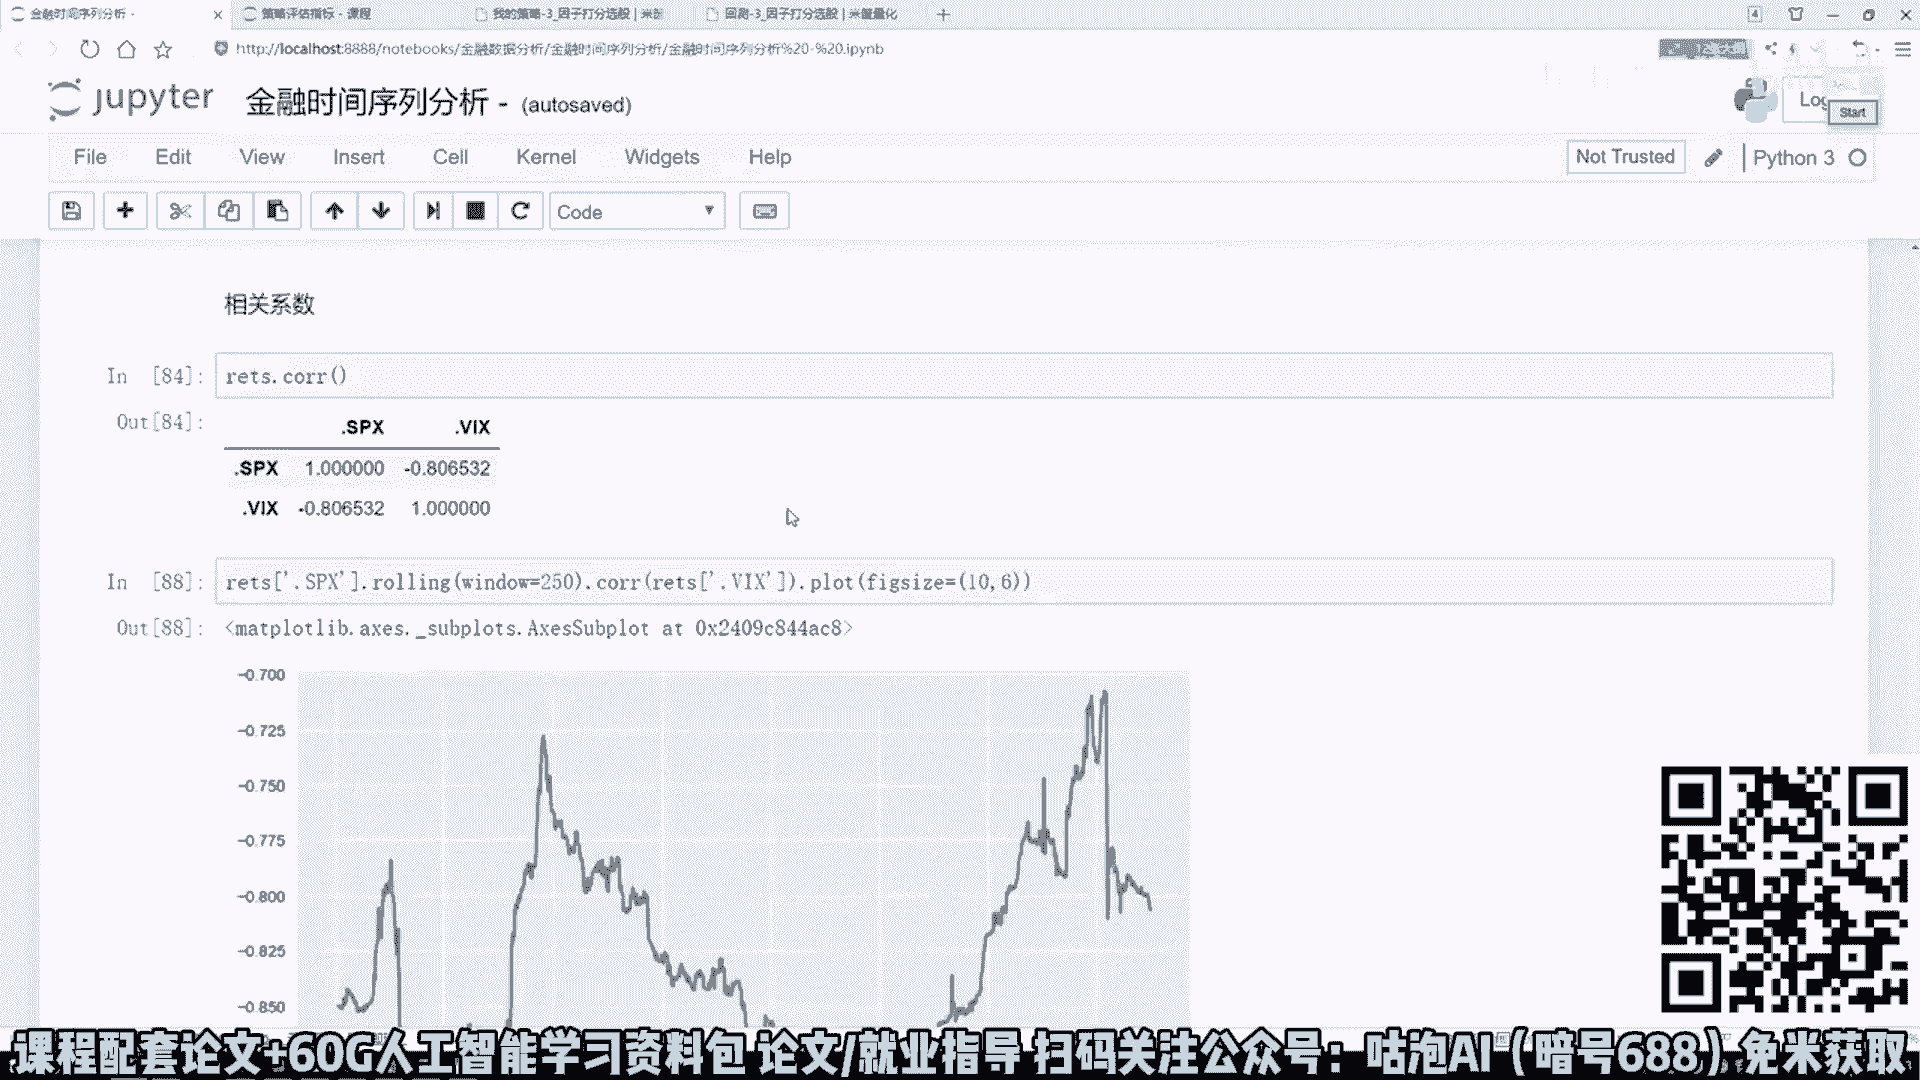 金融时间序列分析 -
策略评估指标 - 课程
我的策略-3_因子打分选股 | 米筐
回测-3_因子打分选股 | 米筐量化
4
http://localhost:8888/notebooks/金融数据分析/金融时间序列分析/金融时间序列分析%20-%20.ipynb
jupyter
金融时间序列分析 - (autosaved)
Start
File Edit View Insert Cell Kernel Widgets Help
Not Trusted
Python 3
Code
相关系数
In [84]: rets.corr()
Out[84]:
.SPX .VIX
.SPX 1.000000 -0.806532
.VIX -0.806532 1.000000
In [88]: rets['.SPX'].rolling(window=250).corr(rets['.VIX']).plot(figsize=(10,6))
Out[88]: <matplotlib.axes._subplots.AxesSubplot at 0x2409c844ac8>
-0.700
-0.725
-0.750
-0.775
-0.800
-0.825
-0.850
课程配套论文+60G人工智能学习资料包 论文/就业指导 扫码关注公众号：咕泡AI（暗号688）免米获取